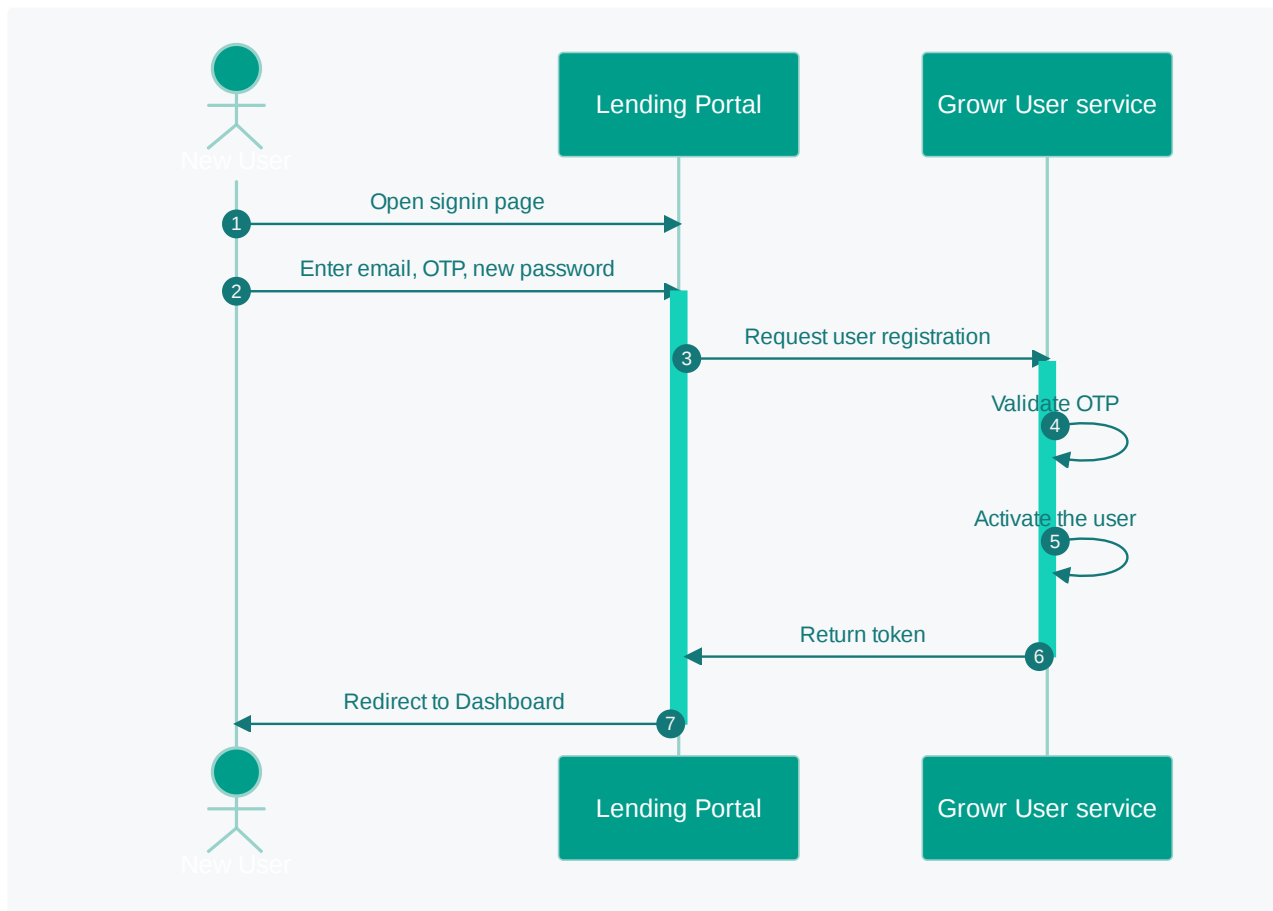 Lending Portal
Growr User service
New User
Open signin page
1
Enter email, OTP, new password
2
Request user registration
3
Validate OTP
4
Activate the user
5
Return token
6
Redirect to Dashboard
7
Lending Portal
Growr User service
New User